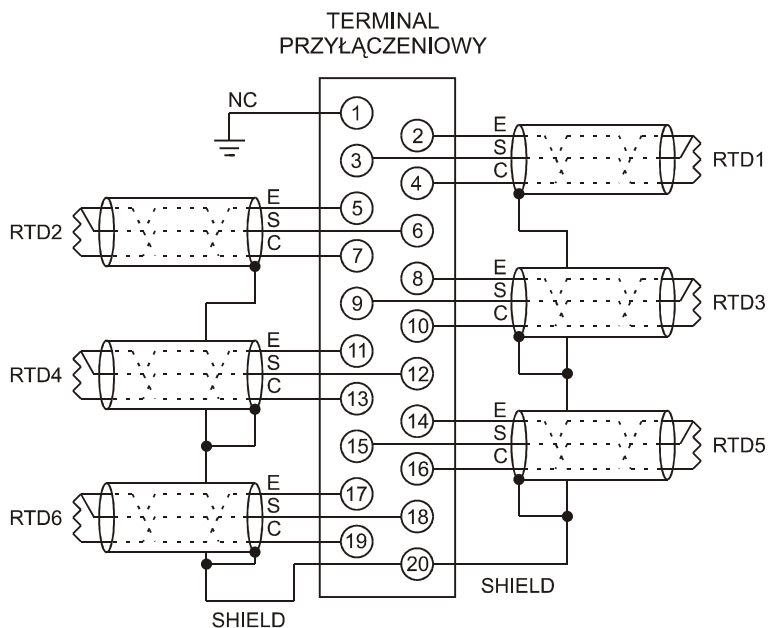 TERMINAL
PRZYŁĄCZENIOWY
NC
1
2
E
3
S
RTD1
4
C
E
5
RTD2
S
6
C
7
8
E
9
S
RTD3
10
C
E
11
RTD4
S
12
C
13
14
E
15
S
RTD5
16
C
E
17
RTD6
S
18
C
19
20
SHIELD
SHIELD